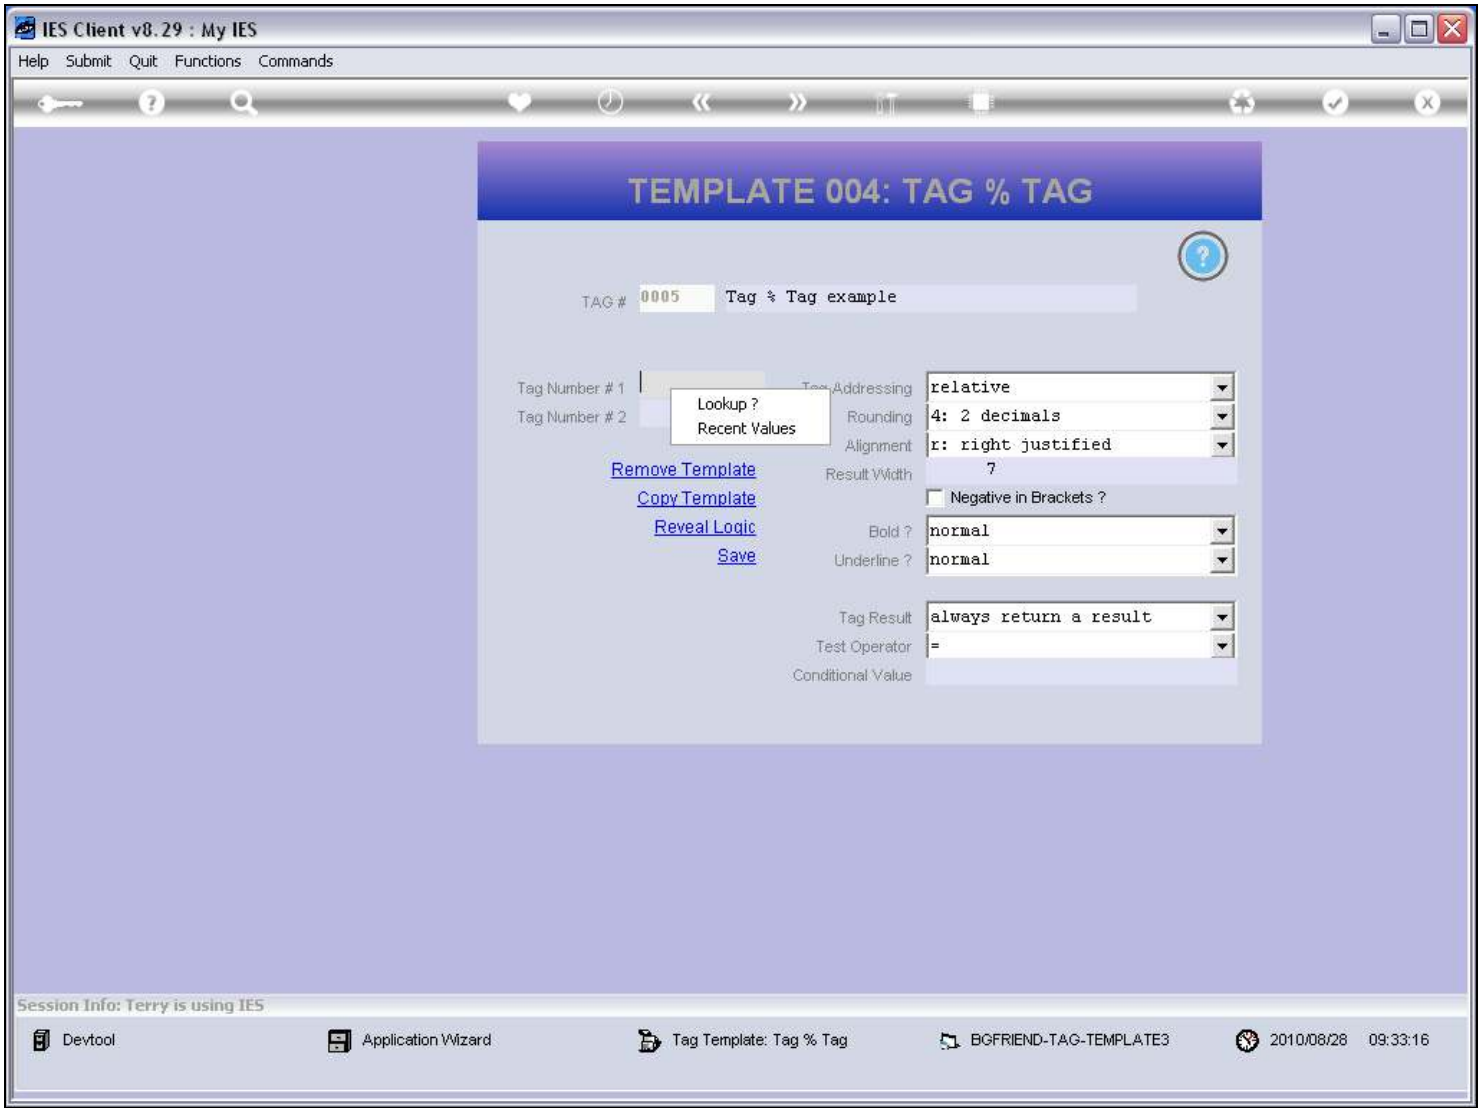 IES Client v8.29 : My IES
Help Submit Quit Functions Commands
TEMPLATE 004: TAG % TAG
TAG # 0005 Tag % Tag example
Tag Number # 1
Tag Addressing relative
Lookup ?
Tag Number # 2
Rounding 4: 2 decimals
Recent Values
Alignment r: right justified
Remove Template
Result Width 7
Copy Template
Negative in Brackets ?
Reveal Logic
Bold ? normal
Save
Underline ? normal
Tag Result always return a result
Test Operator =
Conditional Value
Session Info: Terry is using IES
Devtool Application Wizard Tag Template: Tag % Tag BGFRIEND-TAG-TEMPLATE3 2010/08/28 09:33:16